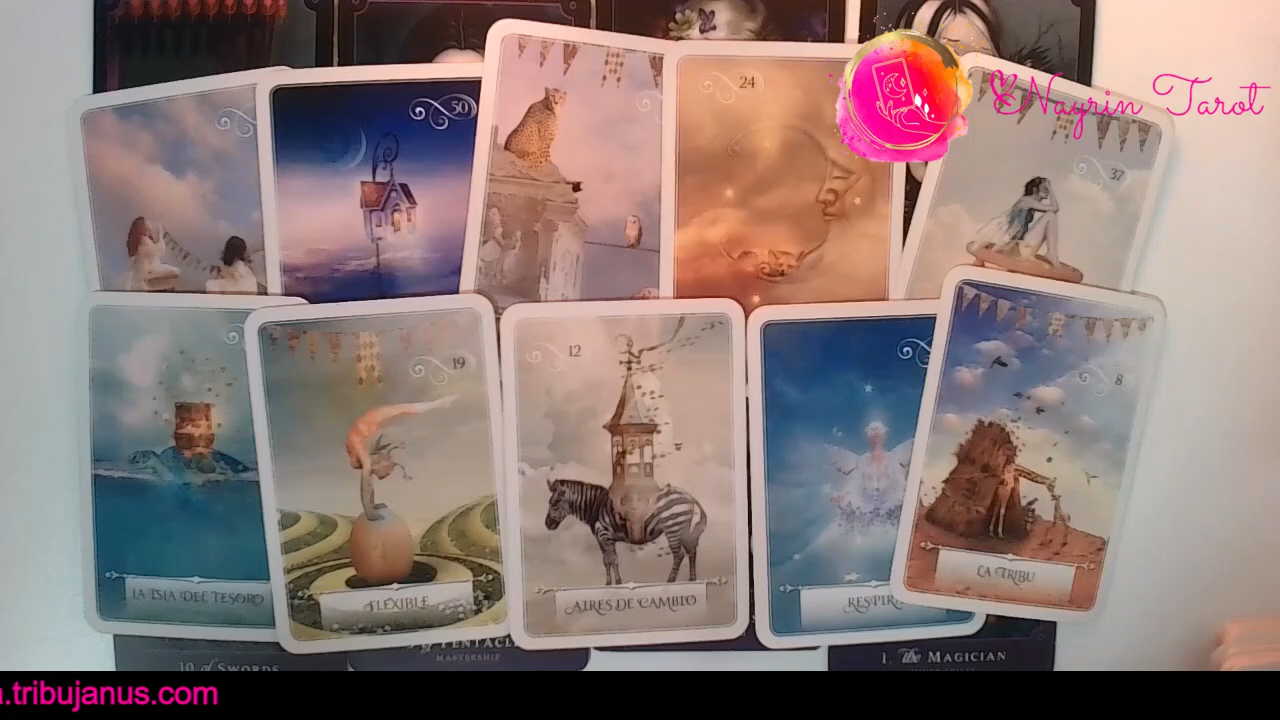 Nayrin Tarot
50
24
37
19
12
8
LA ISLA DEL TESORO
FLEXIBLE
AIRES DE CAMBIO
RESPIR
LA TRIBU
10 of SWORDS
MASTERSHIP
1. The MAGICIAN
.tribujanus.com